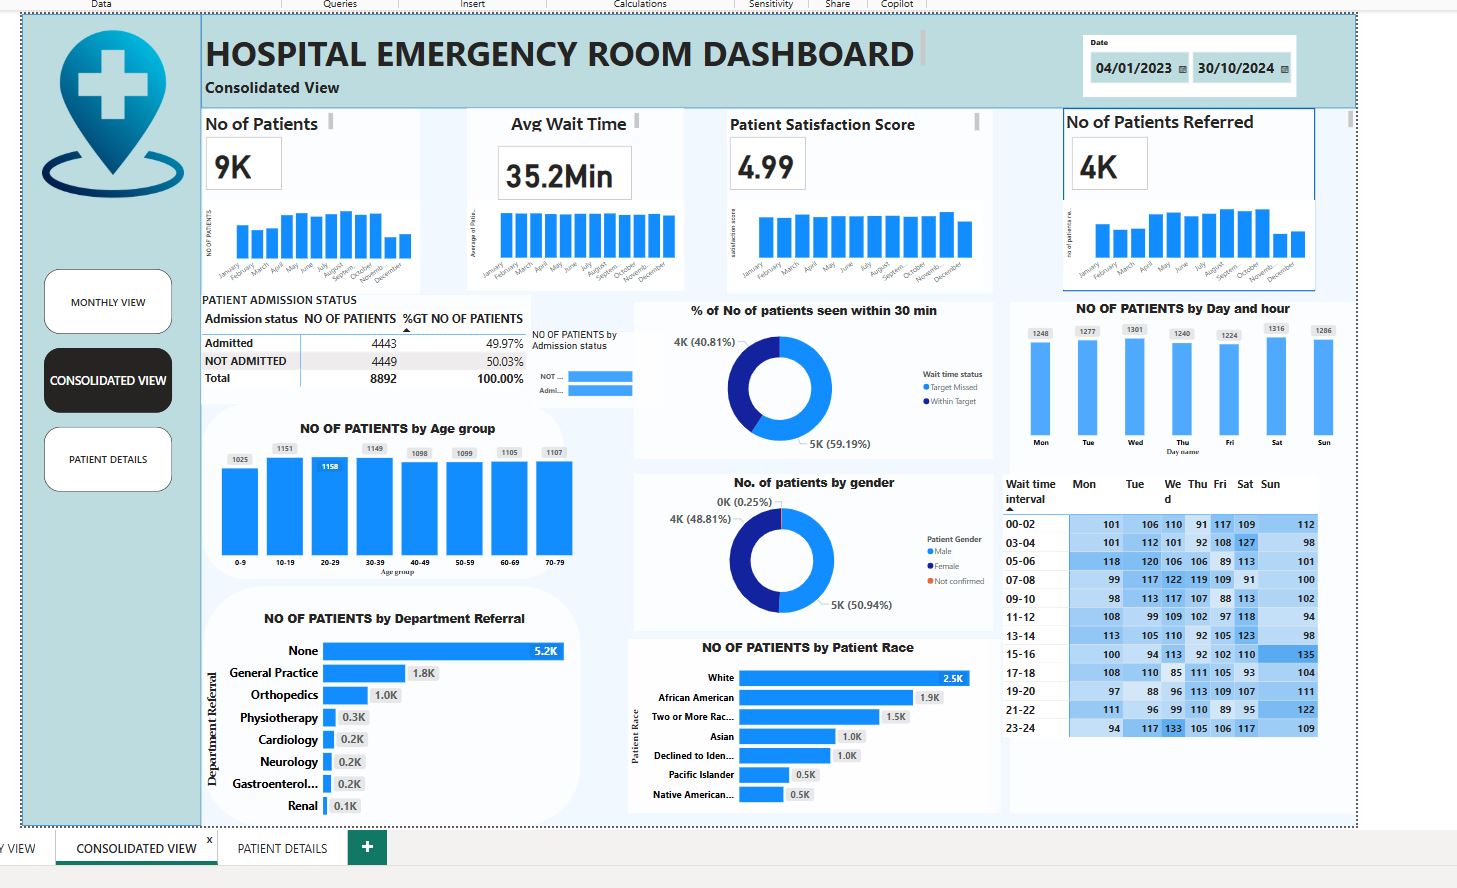 Data Queries Insert Calculations Sensitivity Share Copilot
HOSPITAL EMERGENCY ROOM DASHBOARD
Consolidated View
Date
04/01/2023 30/10/2024
MONTHLY VIEW
CONSOLIDATED VIEW
PATIENT DETAILS
No of Patients
9K
NO OF PATIENTS
January February March April May June July August Septem... October Novemb... December
Avg Wait Time
35.2Min
Average of Patie...
January February March April May June July August Septem... October Novemb... December
Patient Satisfaction Score
4.99
satisfaction score
January February March April May June July August Septem... October Novemb... December
No of Patients Referred
4K
no of patients re...
January February March April May June July August Septem... October Novemb... December
PATIENT ADMISSION STATUS
Admission status NO OF PATIENTS %GT NO OF PATIENTS
Admitted 4443 49.97%
NOT ADMITTED 4449 50.03%
Total 8892 100.00%
NO OF PATIENTS by
Admission status
NOT ...
Admi...
% of No of patients seen within 30 min
4K (40.81%)
5K (59.19%)
Wait time status
Target Missed
Within Target
NO OF PATIENTS by Day and hour
1248 1277 1301 1240 1224 1316 1286
Mon Tue Wed Thu Fri Sat Sun
Day name
NO OF PATIENTS by Age group
1025 1151 1158 1149 1098 1099 1105 1107
0-9 10-19 20-29 30-39 40-49 50-59 60-69 70-79
Age group
No. of patients by gender
0K (0.25%)
4K (48.81%)
5K (50.94%)
Patient Gender
Male
Female
Not confirmed
Wait time Mon Tue We Thu Fri Sat Sun
interval d
00-02 101 106 110 91 117 109 112
03-04 101 112 101 92 108 127 98
05-06 118 120 106 106 89 113 101
07-08 99 117 122 119 109 91 100
09-10 98 113 117 107 88 113 102
11-12 108 99 109 102 97 118 94
13-14 113 105 110 92 105 123 98
15-16 100 94 113 92 102 110 135
17-18 108 110 85 111 105 93 104
19-20 97 88 96 113 109 107 111
21-22 111 96 99 110 89 95 122
23-24 94 117 133 105 106 117 109
NO OF PATIENTS by Department Referral
Department Referral
None 5.2K
General Practice 1.8K
Orthopedics 1.0K
Physiotherapy 0.3K
Cardiology 0.2K
Neurology 0.2K
Gastroenterol... 0.2K
Renal 0.1K
NO OF PATIENTS by Patient Race
Patient Race
White 2.5K
African American 1.9K
Two or More Rac... 1.5K
Asian 1.0K
Declined to Iden... 1.0K
Pacific Islander 0.5K
Native American... 0.5K
Y VIEW CONSOLIDATED VIEW x PATIENT DETAILS +